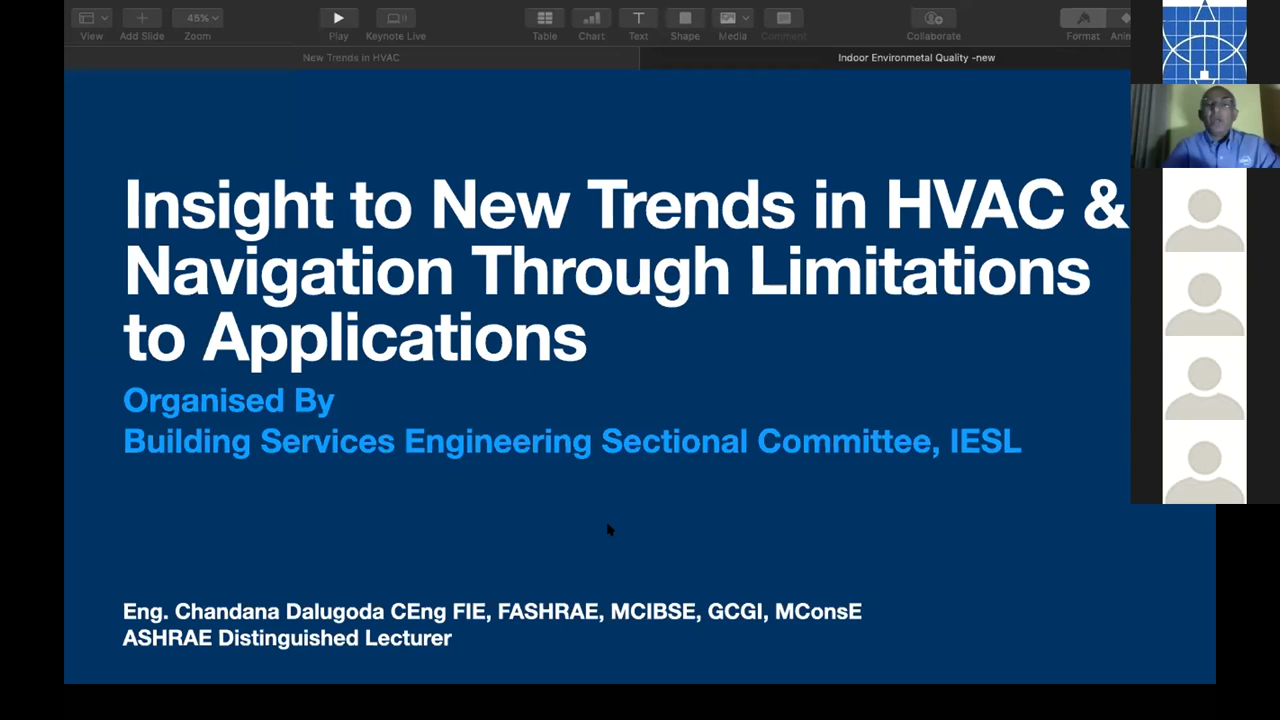 45%
View
Add Slide
Zoom
Play
Keynote Live
Table
Chart
Text
Shape
Media
Comment
Collaborate
Format
New Trends in HVAC
Indoor Environmetal Quality -new
Insight to New Trends in HVAC &
Navigation Through Limitations
to Applications
Organised By
Building Services Engineering Sectional Committee, IESL
Eng. Chandana Dalugoda CEng FIE, FASHRAE, MCIBSE, GCGI, MConsE
ASHRAE Distinguished Lecturer